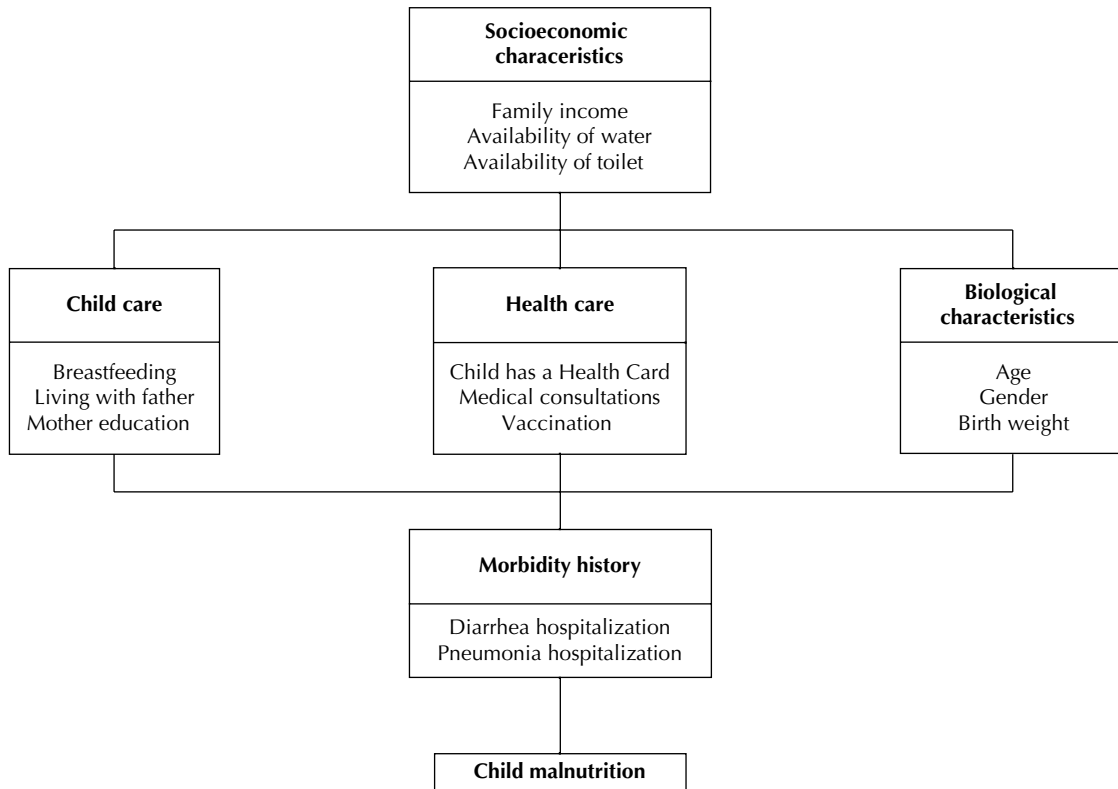 Socioeconomic
characeristics
Family income
Availability of water
Availability of toilet
Child care
Breastfeeding
Living with father
Mother education
Health care
Child has a Health Card
Medical consultations
Vaccination
Biological
characteristics
Age
Gender
Birth weight
Morbidity history
Diarrhea hospitalization
Pneumonia hospitalization
Child malnutrition